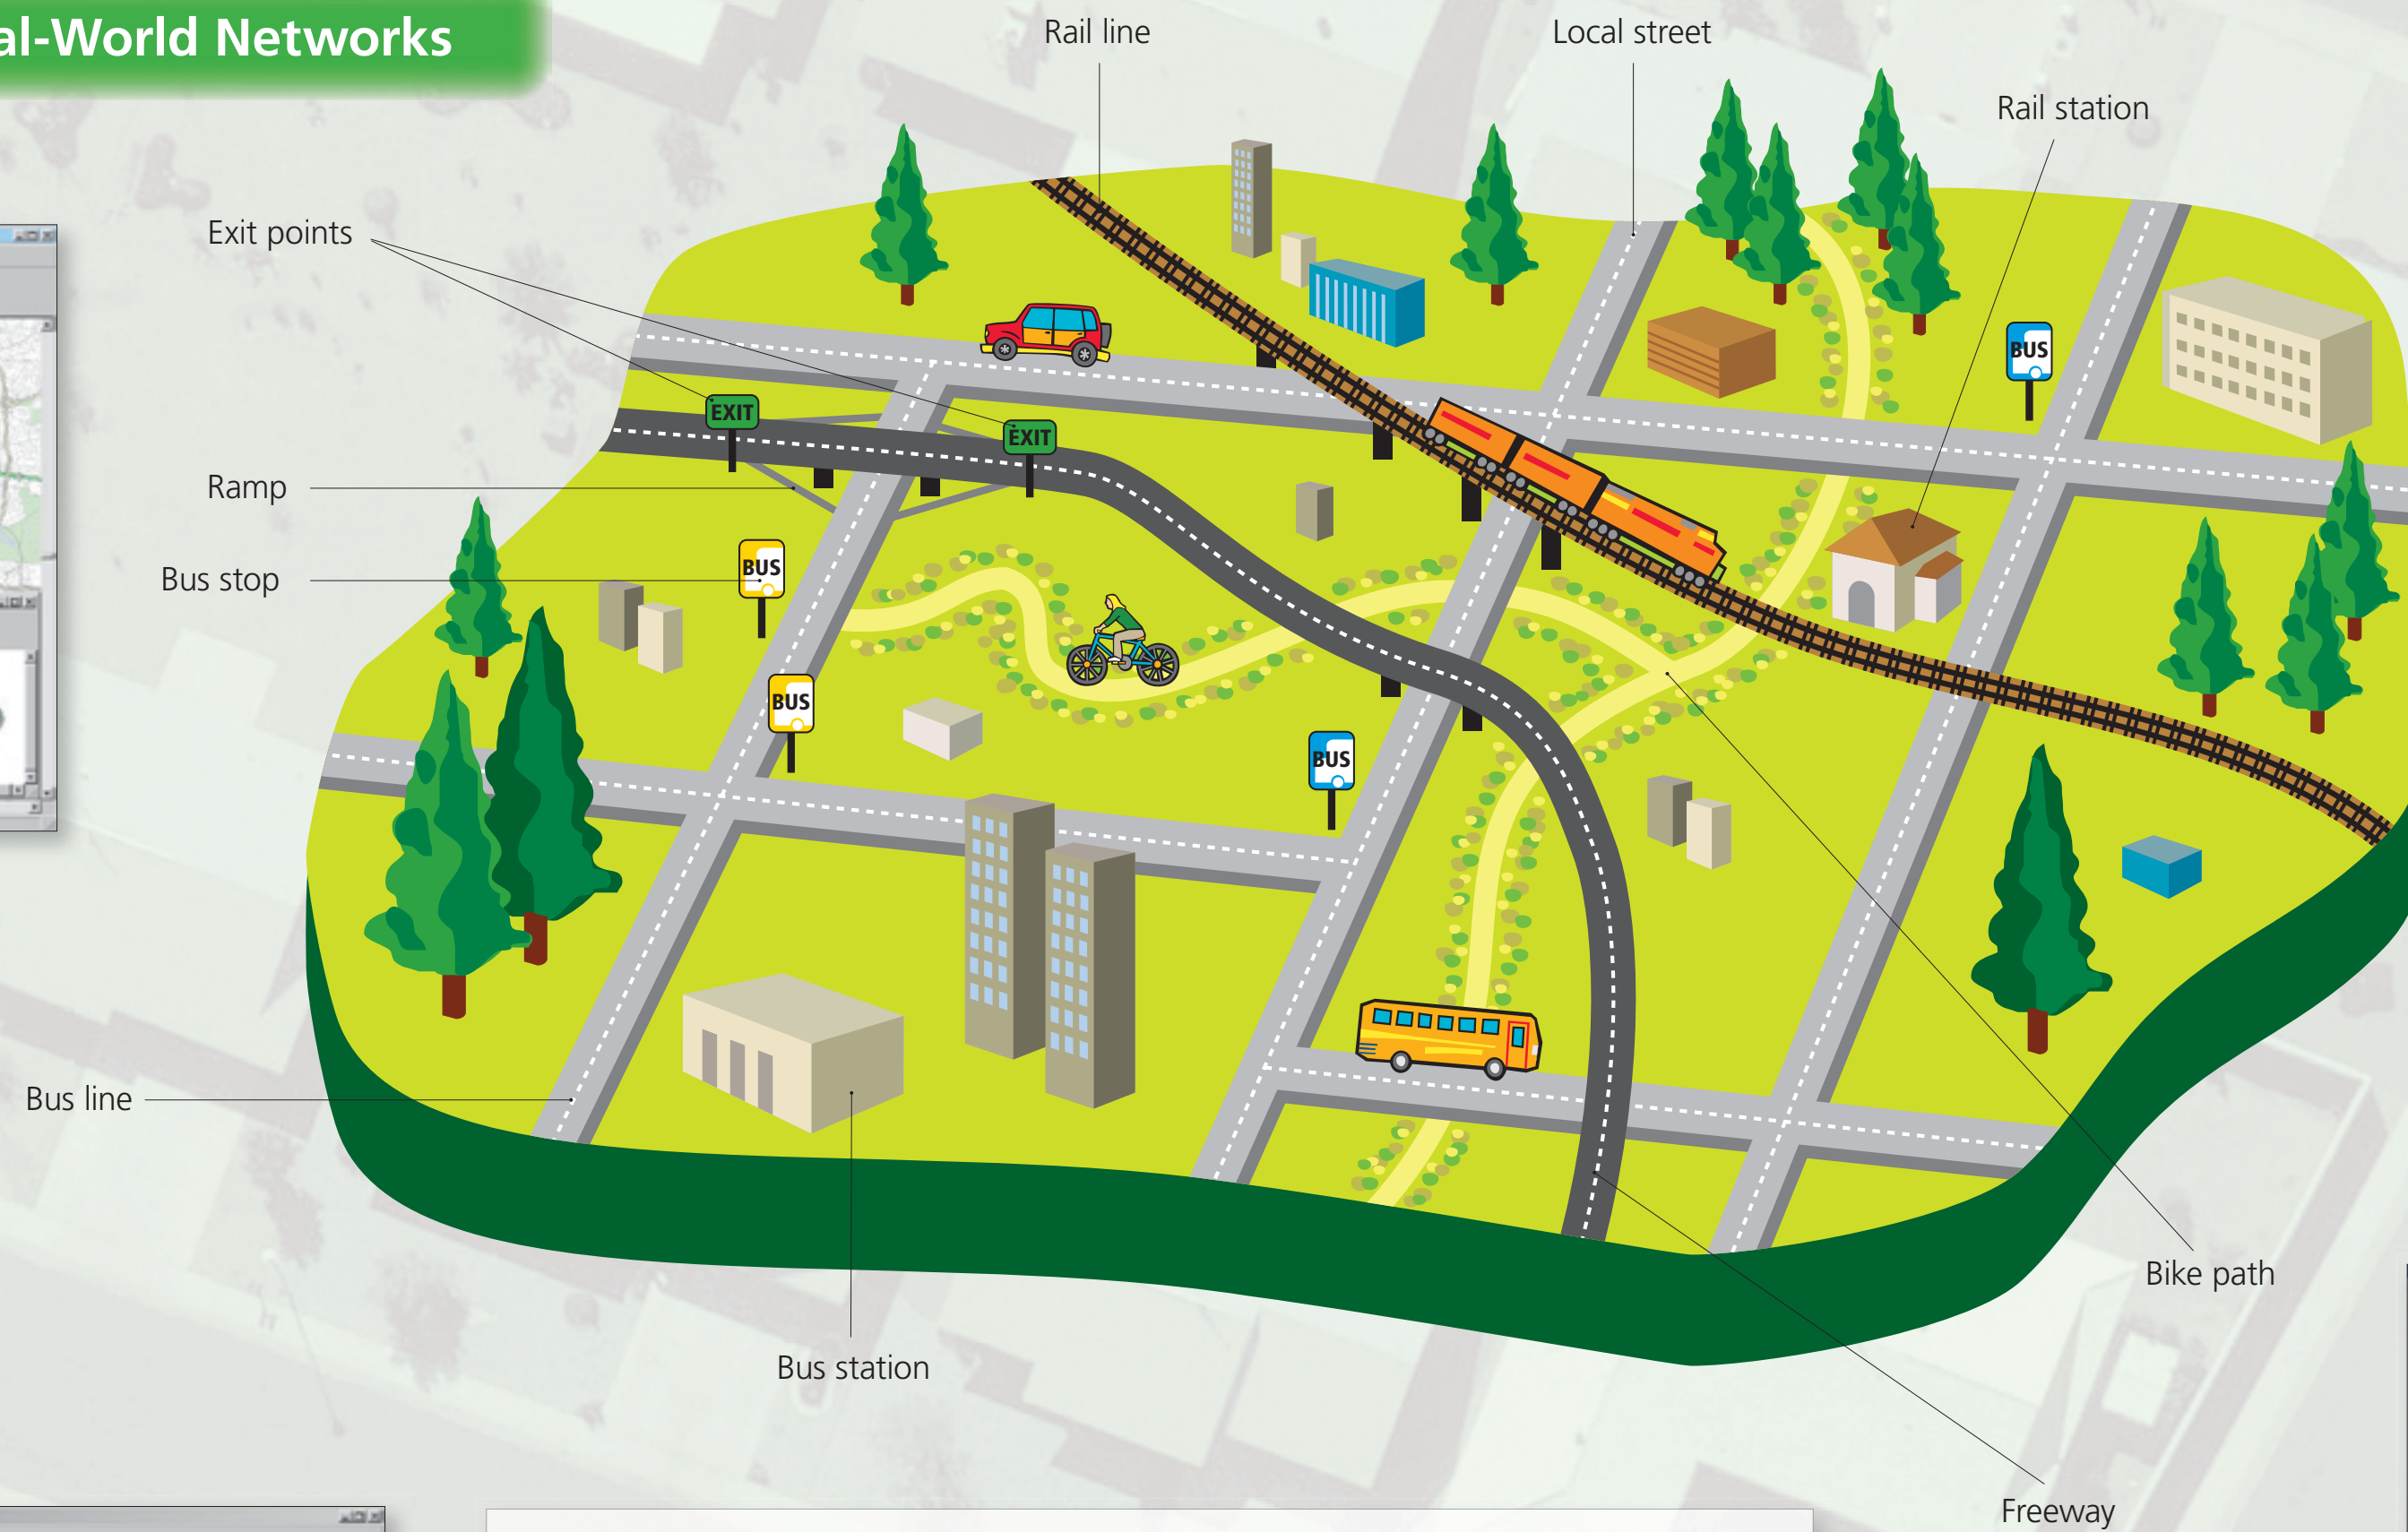 al-World Networks
Rail line
Local street
Rail station
Exit points
BUS
EXIT
EXIT
Ramp
Bus stop
BUS
BUS
BUS
Bus line
Bike path
Bus station
Freeway